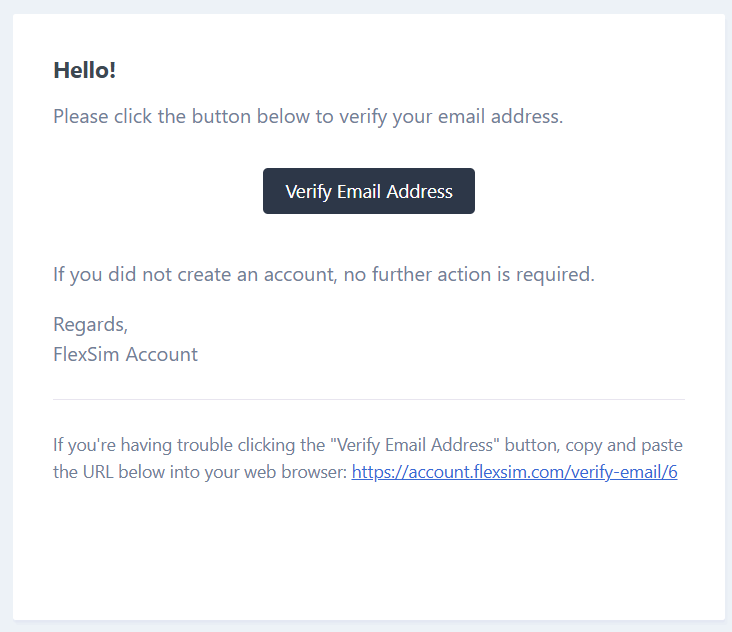 Hello!
Please click the button below to verify your email address.
Verify Email Address
If you did not create an account, no further action is required.
Regards,
FlexSim Account
If you're having trouble clicking the "Verify Email Address" button, copy and paste
the URL below into your web browser: https://account.flexsim.com/verify-email/6